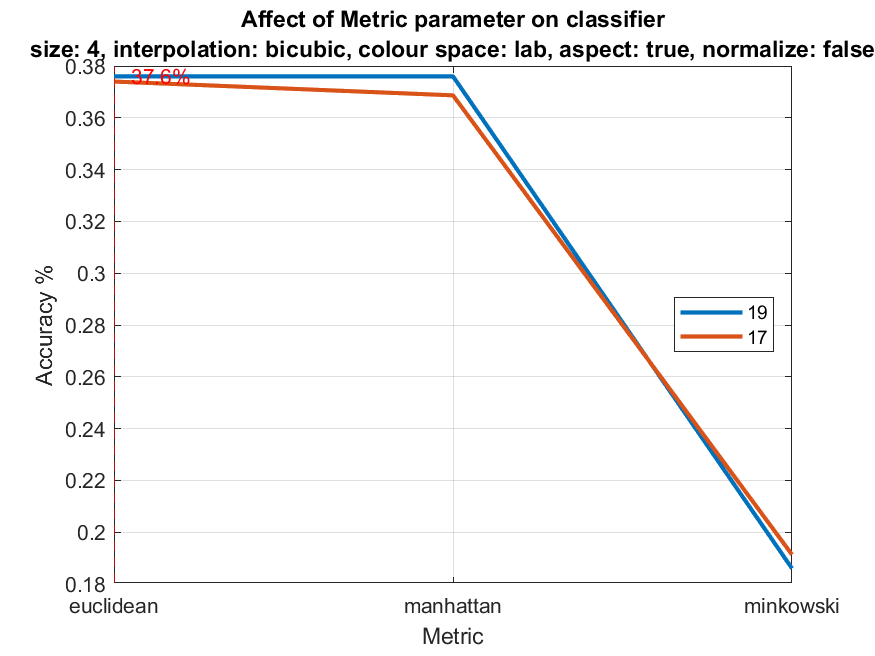 Affect of Metric parameter on classifier
size: 4, interpolation: bicubic, colour space: lab, aspect: true, normalize: false
0.38
37.6%
0.36
0.34
0.32
0.3
0.28
0.26
0.24
0.22
0.2
0.18
Accuracy %
19
17
euclidean manhattan minkowski
Metric